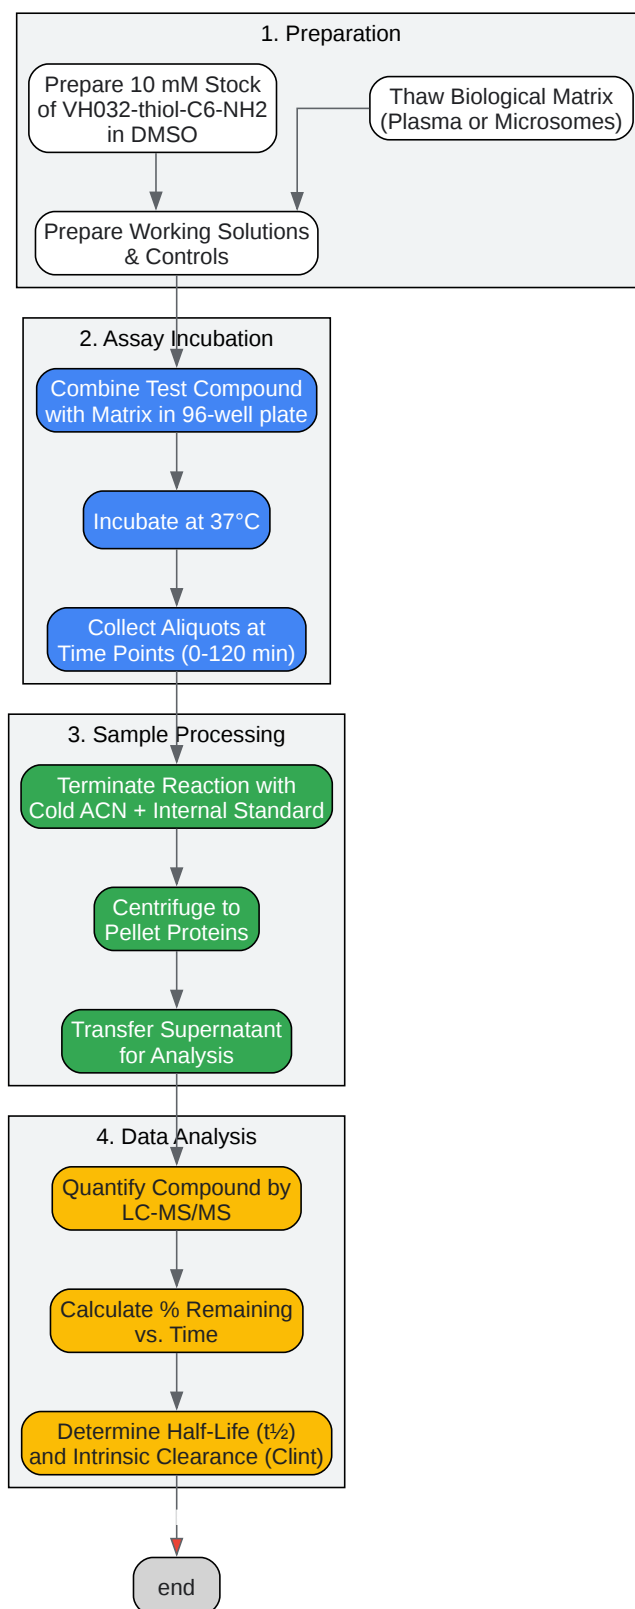 1. Preparation
Prepare 10 mM Stock
of VH032-thiol-C6-NH2
in DMSO
Thaw Biological Matrix
(Plasma or Microsomes)
Prepare Working Solutions
& Controls
2. Assay Incubation
Combine Test Compound
with Matrix in 96-well plate
Incubate at 37°C
Collect Aliquots at
Time Points (0-120 min)
3. Sample Processing
Terminate Reaction with
Cold ACN + Internal Standard
Centrifuge to
Pellet Proteins
Transfer Supernatant
for Analysis
4. Data Analysis
Quantify Compound by
LC-MS/MS
Calculate % Remaining
vs. Time
Determine Half-Life (t½)
and Intrinsic Clearance (Clint)
end